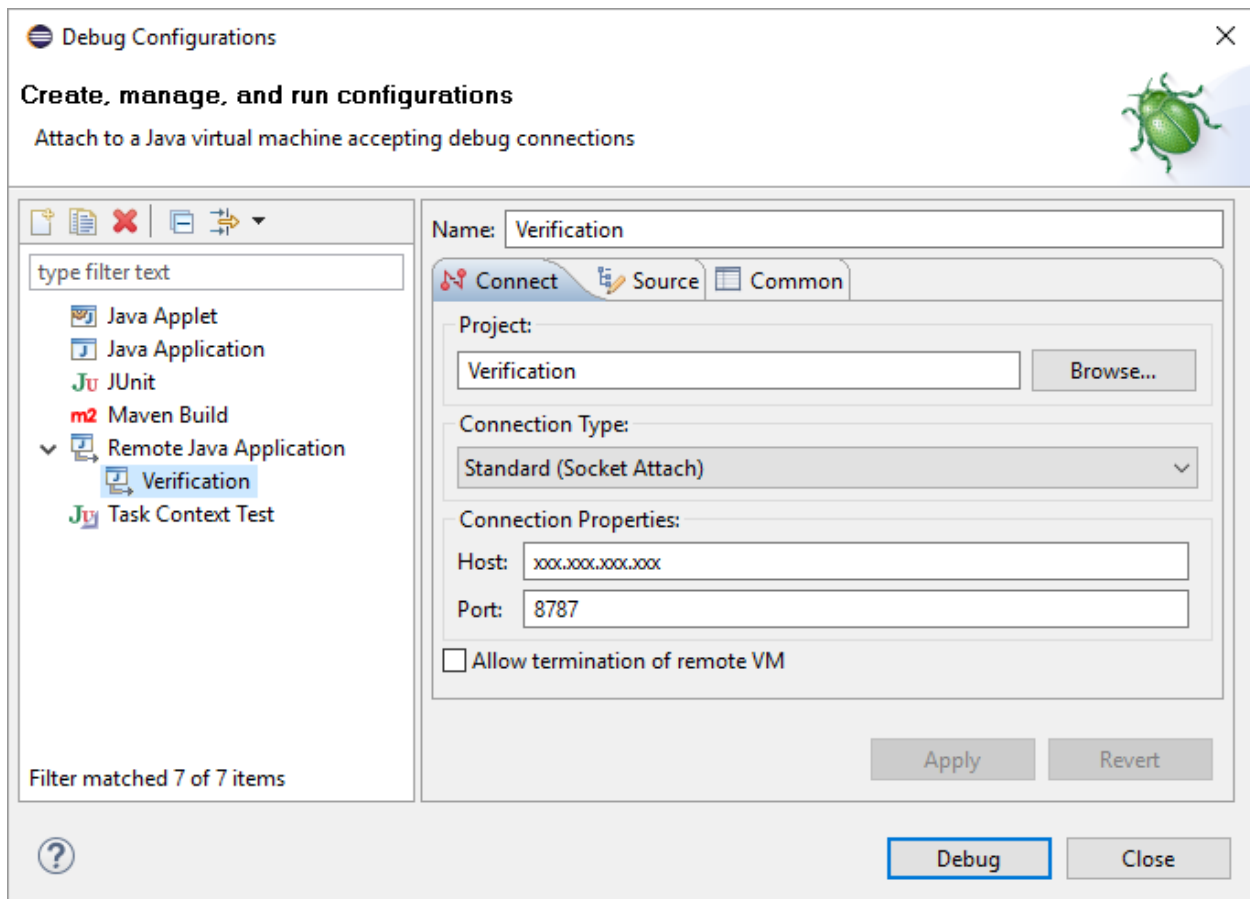 Debug Configurations
Create, manage, and run configurations
Attach to a Java virtual machine accepting debug connections
type filter text
Java Applet
Java Application
Ju JUnit
m2 Maven Build
Remote Java Application
Verification
Ju Task Context Test
Filter matched 7 of 7 items
Name: Verification
Connect Source Common
Project:
Verification Browse...
Connection Type:
Standard (Socket Attach)
Connection Properties:
Host: xxx.xxx.xxx.xxx
Port: 8787
Allow termination of remote VM
Apply Revert
? Debug Close